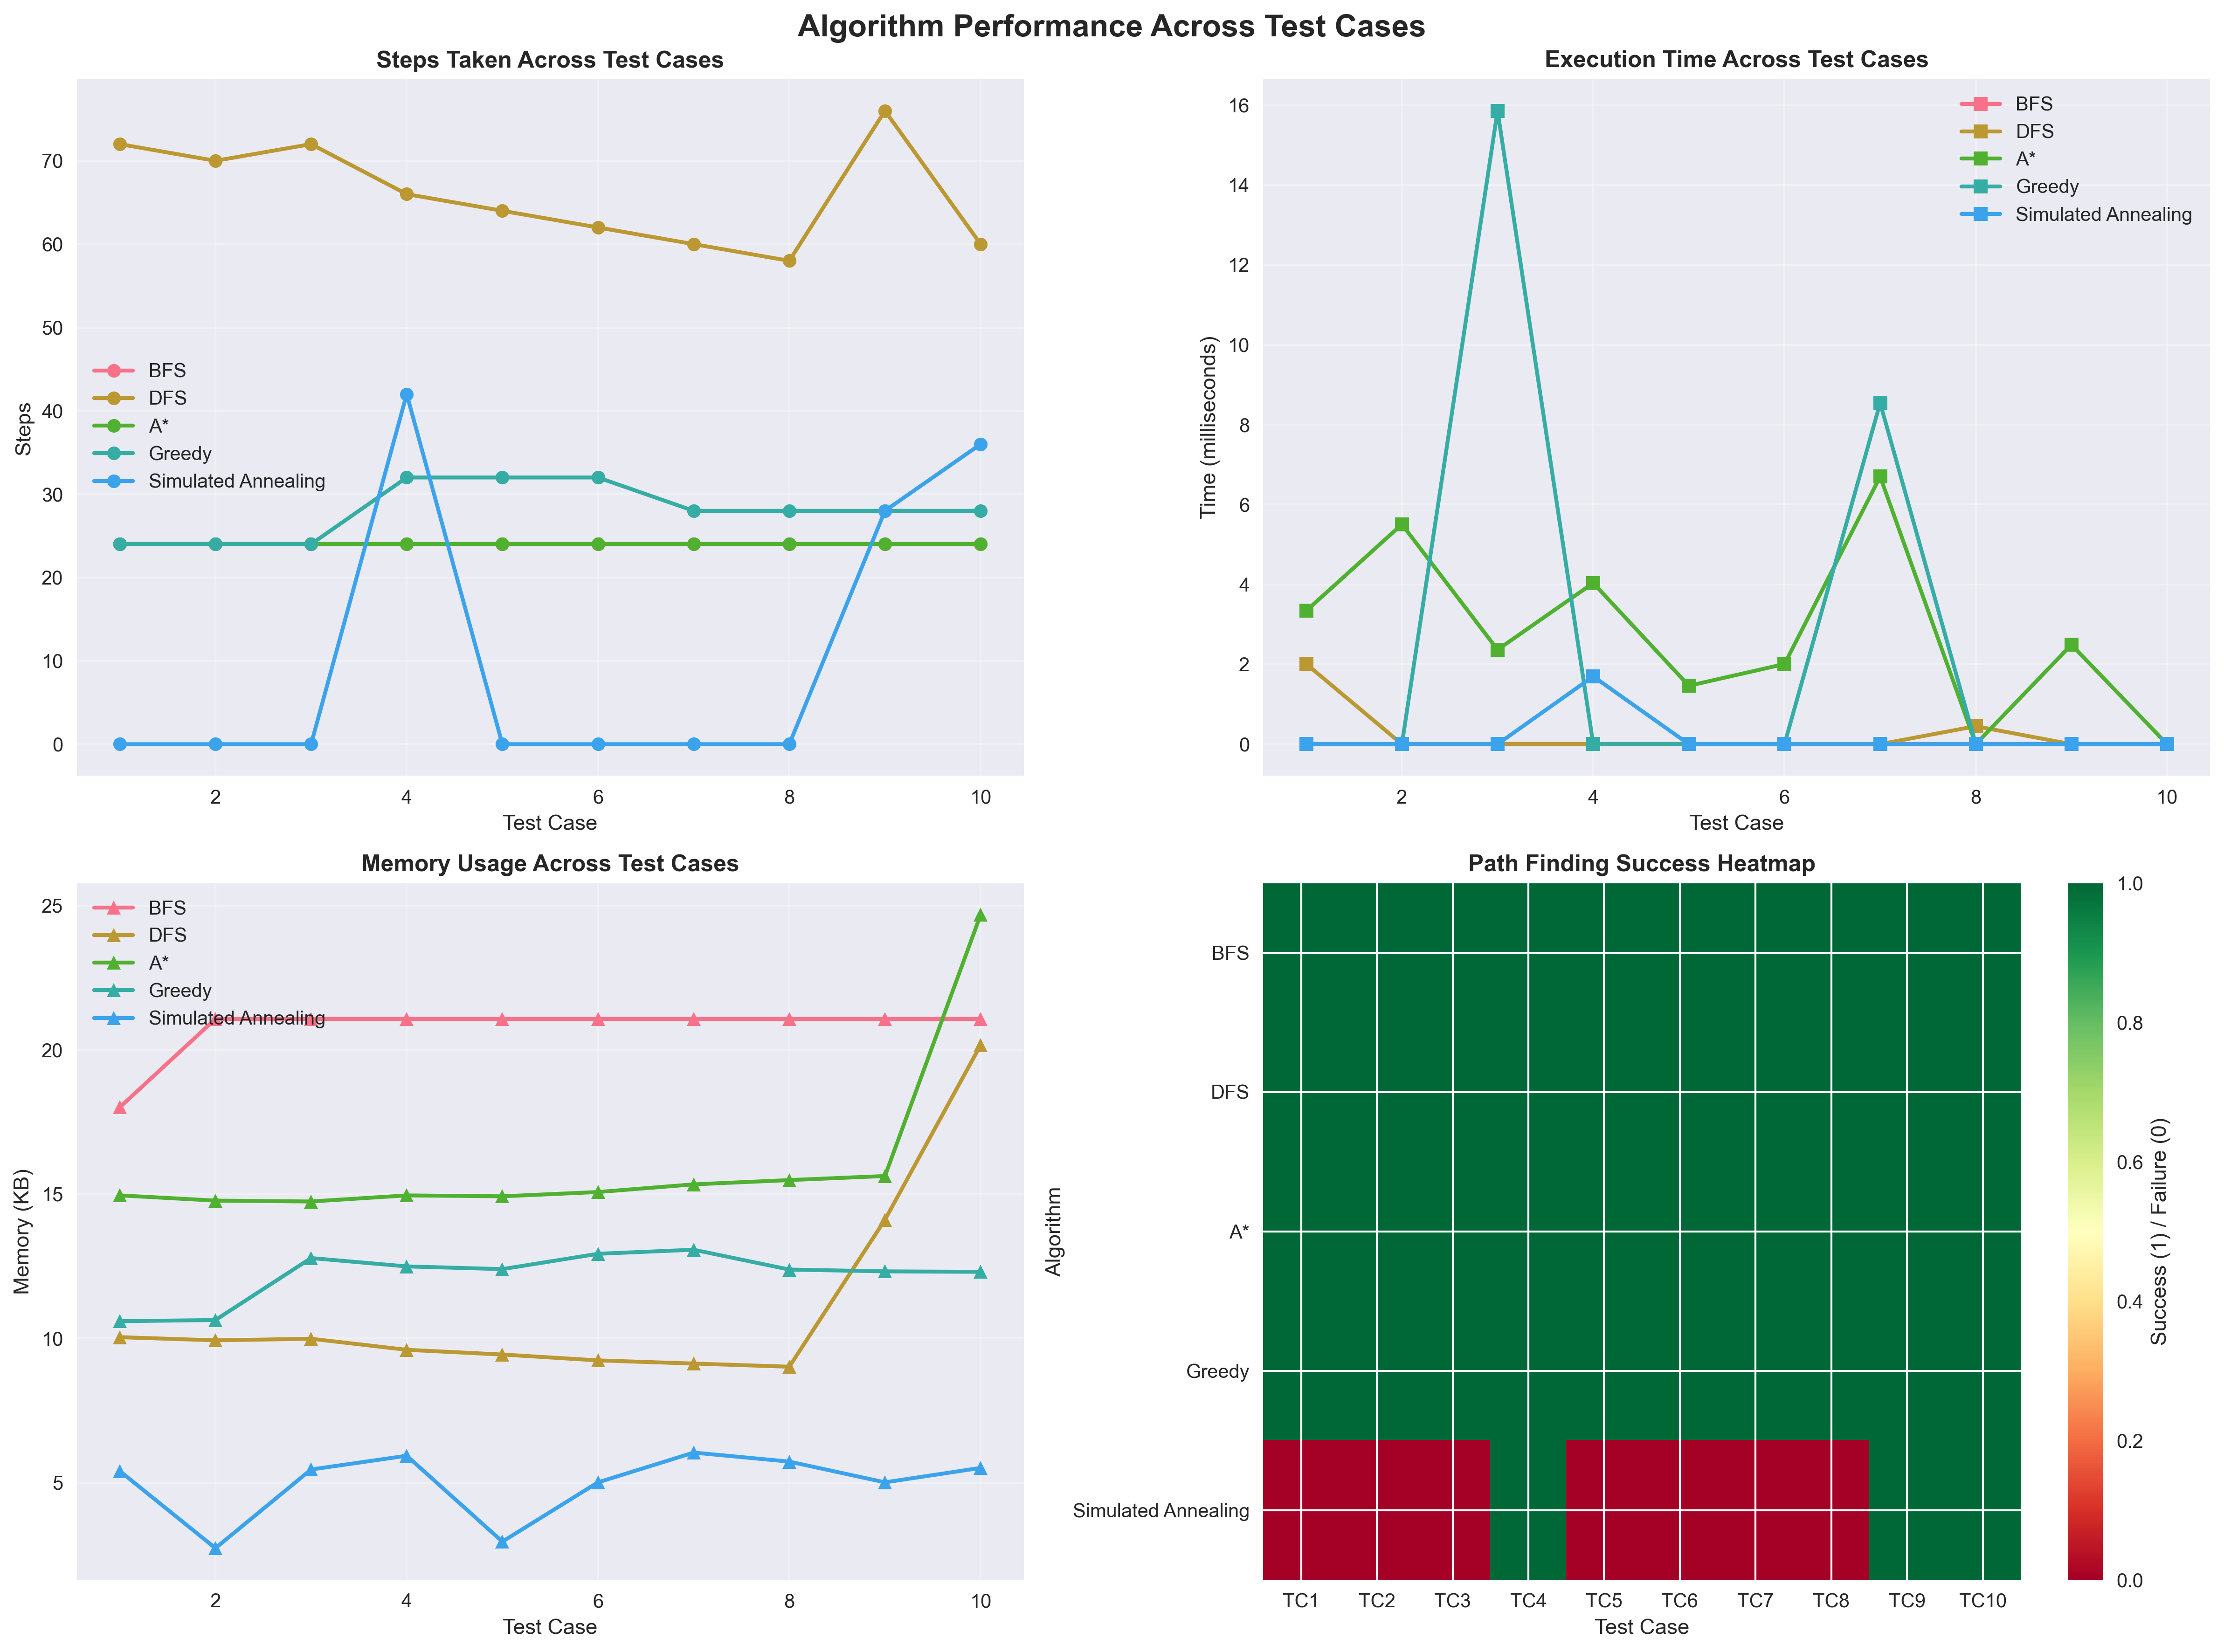 Algorithm Performance Across Test Cases
Steps Taken Across Test Cases
70
60
50
40
30
20
10
0
Steps
BFS
DFS
A*
Greedy
Simulated Annealing
2 4 6 8 10
Test Case
Execution Time Across Test Cases
16
14
12
10
8
6
4
2
0
Time (milliseconds)
BFS
DFS
A*
Greedy
Simulated Annealing
2 4 6 8 10
Test Case
Memory Usage Across Test Cases
25
20
15
10
5
Memory (KB)
BFS
DFS
A*
Greedy
Simulated Annealing
2 4 6 8 10
Test Case
Path Finding Success Heatmap
Algorithm
BFS
DFS
A*
Greedy
Simulated Annealing
TC1 TC2 TC3 TC4 TC5 TC6 TC7 TC8 TC9 TC10
Test Case
1.0
0.8
0.6
0.4
0.2
0.0
Success (1) / Failure (0)